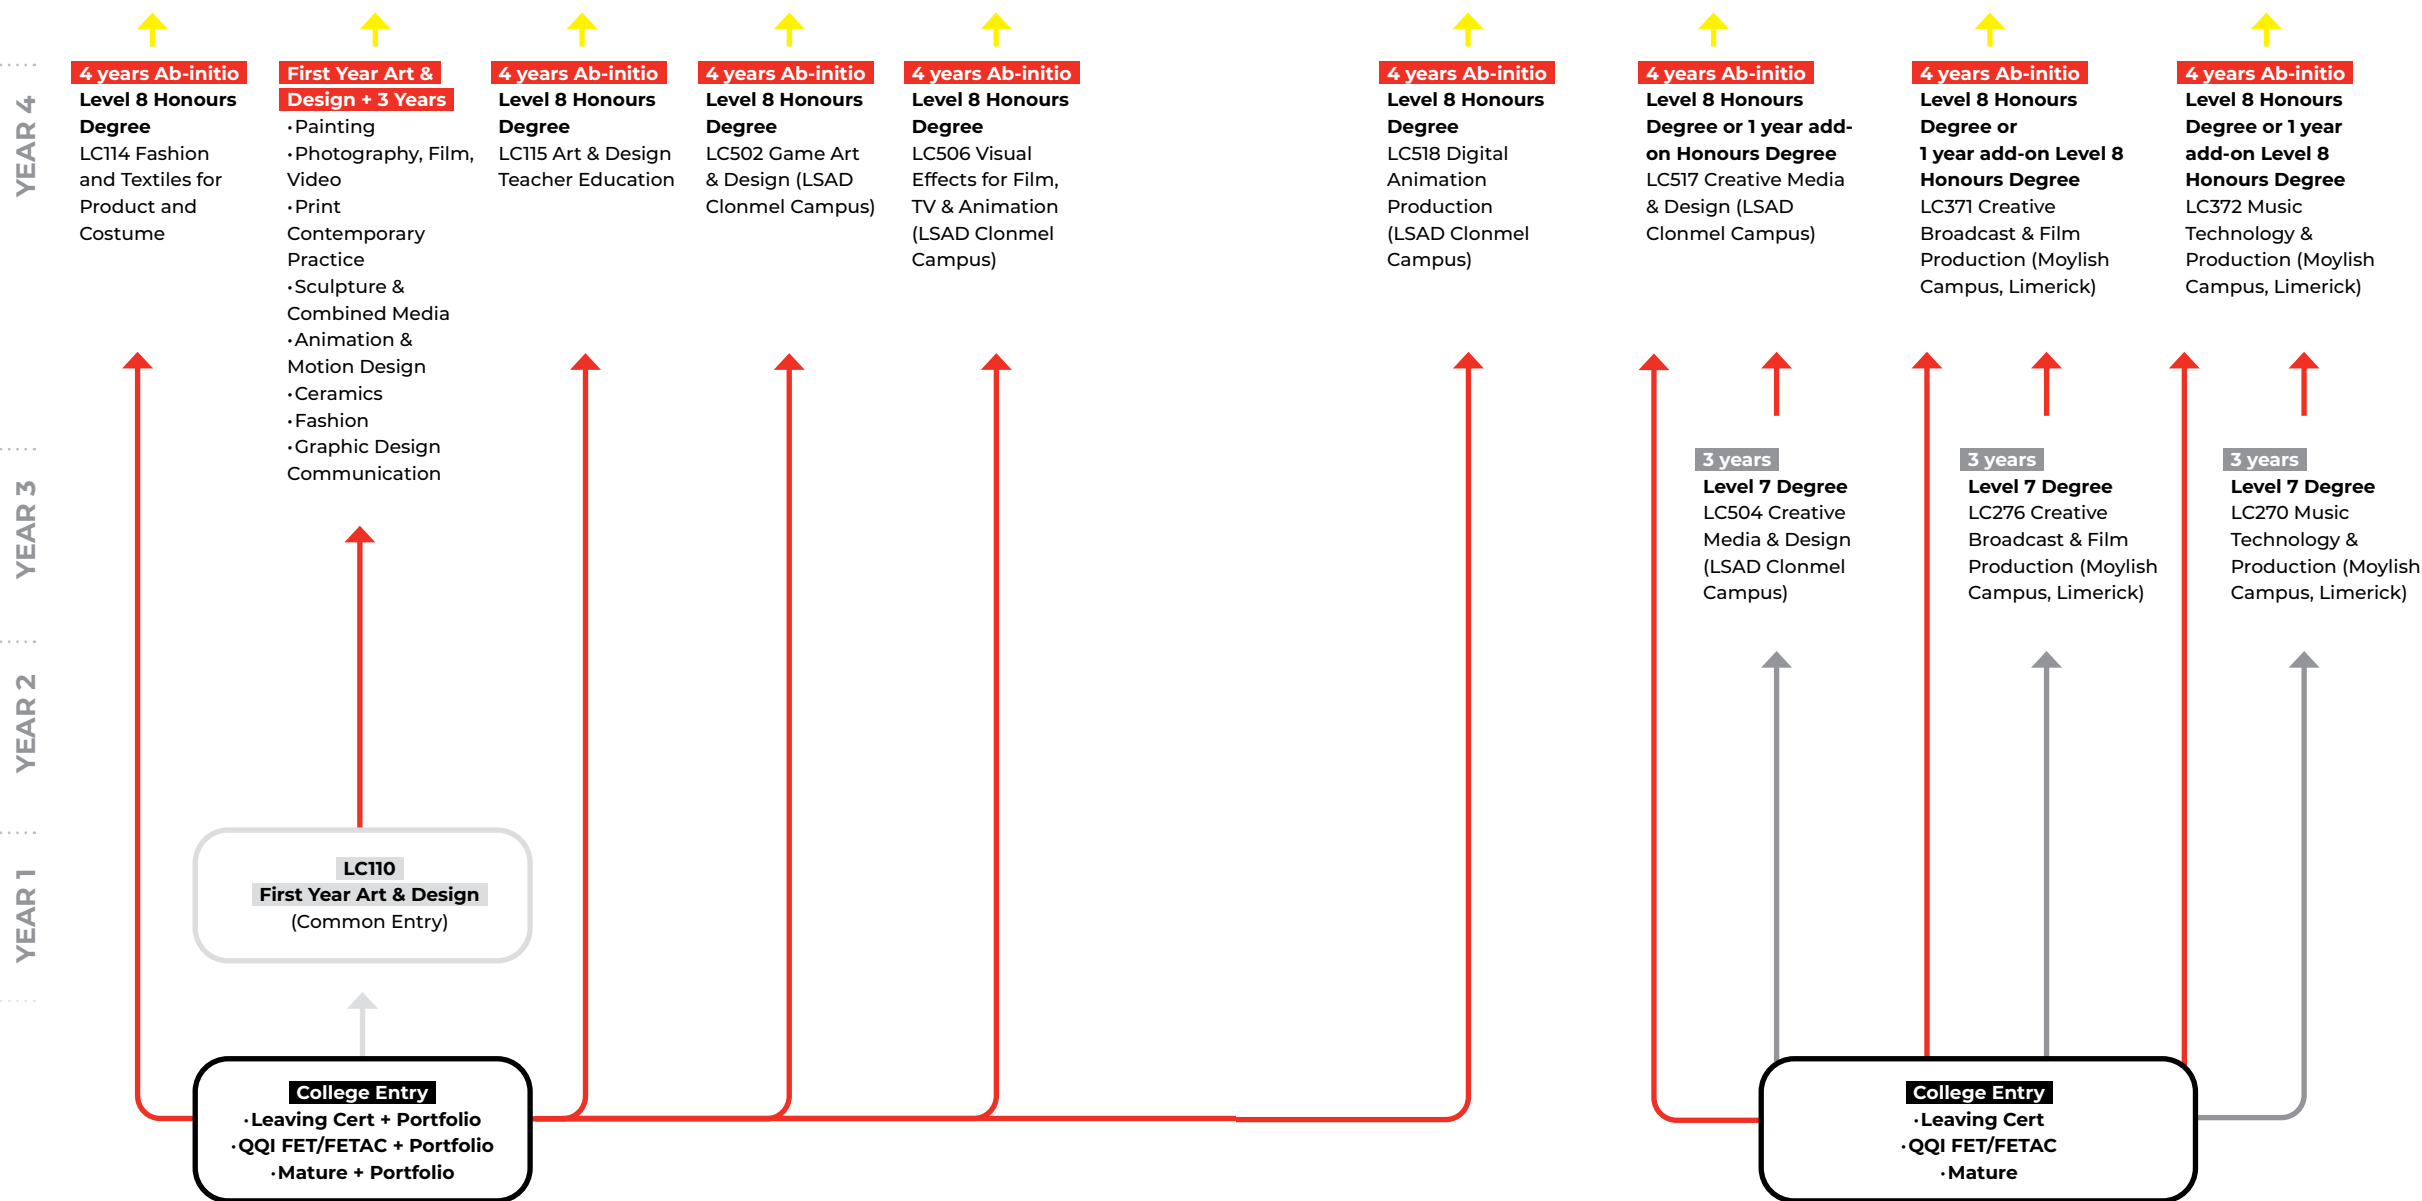 YEAR 4
YEAR 3
YEAR 2
YEAR 1
4 years Ab-initio
Level 8 Honours
Degree
LC114 Fashion
and Textiles for
Product and
Costume
First Year Art &
Design + 3 Years
·Painting
·Photography, Film,
Video
·Print
Contemporary
Practice
·Sculpture &
Combined Media
·Animation &
Motion Design
·Ceramics
·Fashion
·Graphic Design
Communication
4 years Ab-initio
Level 8 Honours
Degree
LC115 Art & Design
Teacher Education
4 years Ab-initio
Level 8 Honours
Degree
LC502 Game Art
& Design (LSAD
Clonmel Campus)
4 years Ab-initio
Level 8 Honours
Degree
LC506 Visual
Effects for Film,
TV & Animation
(LSAD Clonmel
Campus)
4 years Ab-initio
Level 8 Honours
Degree
LC518 Digital
Animation
Production
(LSAD Clonmel
Campus)
4 years Ab-initio
Level 8 Honours
Degree or 1 year add-
on Honours Degree
LC517 Creative Media
& Design (LSAD
Clonmel Campus)
4 years Ab-initio
Level 8 Honours
Degree or
1 year add-on Level 8
Honours Degree
LC371 Creative
Broadcast & Film
Production (Moylish
Campus, Limerick)
4 years Ab-initio
Level 8 Honours
Degree or 1 year
add-on Level 8
Honours Degree
LC372 Music
Technology &
Production (Moylish
Campus, Limerick)
3 years
Level 7 Degree
LC504 Creative
Media & Design
(LSAD Clonmel
Campus)
3 years
Level 7 Degree
LC276 Creative
Broadcast & Film
Production (Moylish
Campus, Limerick)
3 years
Level 7 Degree
LC270 Music
Technology &
Production (Moylish
Campus, Limerick)
LC110
First Year Art & Design
(Common Entry)
College Entry
·Leaving Cert + Portfolio
·QQI FET/FETAC + Portfolio
·Mature + Portfolio
College Entry
·Leaving Cert
·QQI FET/FETAC
·Mature